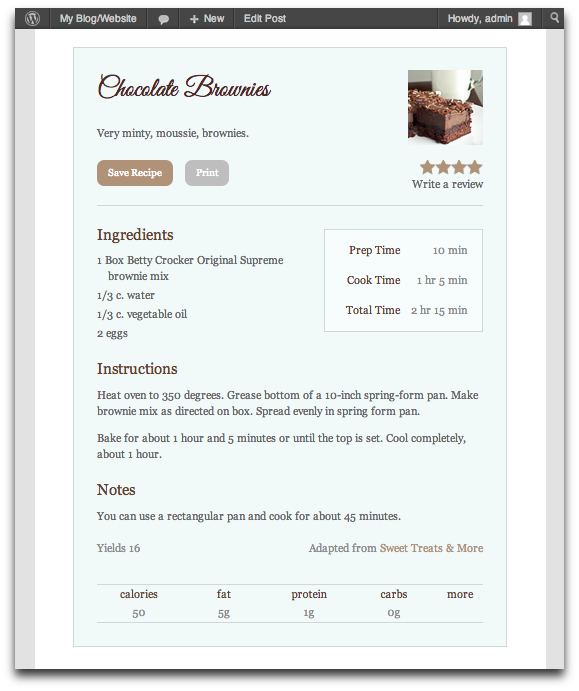 My Blog/Website
New
Edit Post
Howdy, admin
Chocolate Brownies
Very minty, moussie, brownies.
Save Recipe
Print
Write a review
Ingredients
1 Box Betty Crocker Original Supreme
brownie mix
1/3 c. water
1/3 c. vegetable oil
2 eggs
Prep Time 10 min
Cook Time 1 hr 5 min
Total Time 2 hr 15 min
Instructions
Heat oven to 350 degrees. Grease bottom of a 10-inch spring-form pan. Make
brownie mix as directed on box. Spread evenly in spring form pan.
Bake for about 1 hour and 5 minutes or until the top is set. Cool completely,
about 1 hour.
Notes
You can use a rectangular pan and cook for about 45 minutes.
Yields 16
Adapted from Sweet Treats & More
calories fat protein carbs more
50 5g 1g 0g